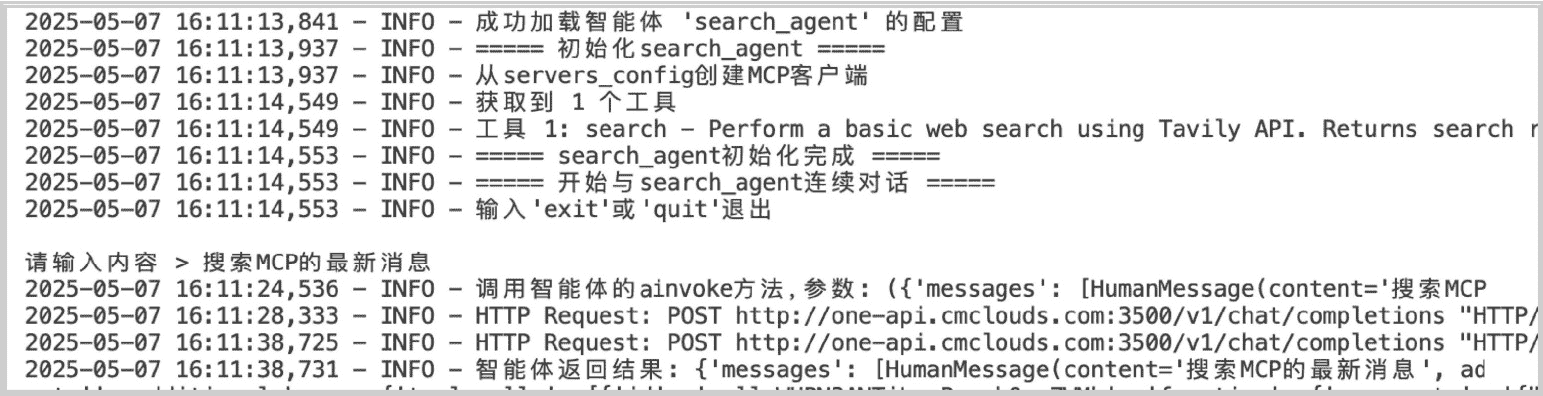 2025-05-07 16:11:13,841 - INFO - 成功加载智能体 'search_agent' 的配置
2025-05-07 16:11:13,937 - INFO - ===== 初始化search_agent =====
2025-05-07 16:11:13,937 - INFO - 从servers_config创建MCP客户端
2025-05-07 16:11:14,549 - INFO - 获取到 1 个工具
2025-05-07 16:11:14,549 - INFO - 工具 1: search - Perform a basic web search using Tavily API. Returns search
2025-05-07 16:11:14,553 - INFO - ===== search_agent初始化完成 =====
2025-05-07 16:11:14,553 - INFO - ===== 开始与search_agent连续对话 =====
2025-05-07 16:11:14,553 - INFO - 输入'exit'或'quit'退出
请输入内容 > 搜索MCP的最新消息
2025-05-07 16:11:24,536 - INFO - 调用智能体的ainvoke方法,参数: ({'messages': [HumanMessage(content='搜索MCP
2025-05-07 16:11:28,333 - INFO - HTTP Request: POST http://one-api.cmclouds.com:3500/v1/chat/completions "HTTP/
2025-05-07 16:11:38,725 - INFO - HTTP Request: POST http://one-api.cmclouds.com:3500/v1/chat/completions "HTTP/
2025-05-07 16:11:38,731 - INFO - 智能体返回结果: {'messages': [HumanMessage(content='搜索MCP的最新消息', ad